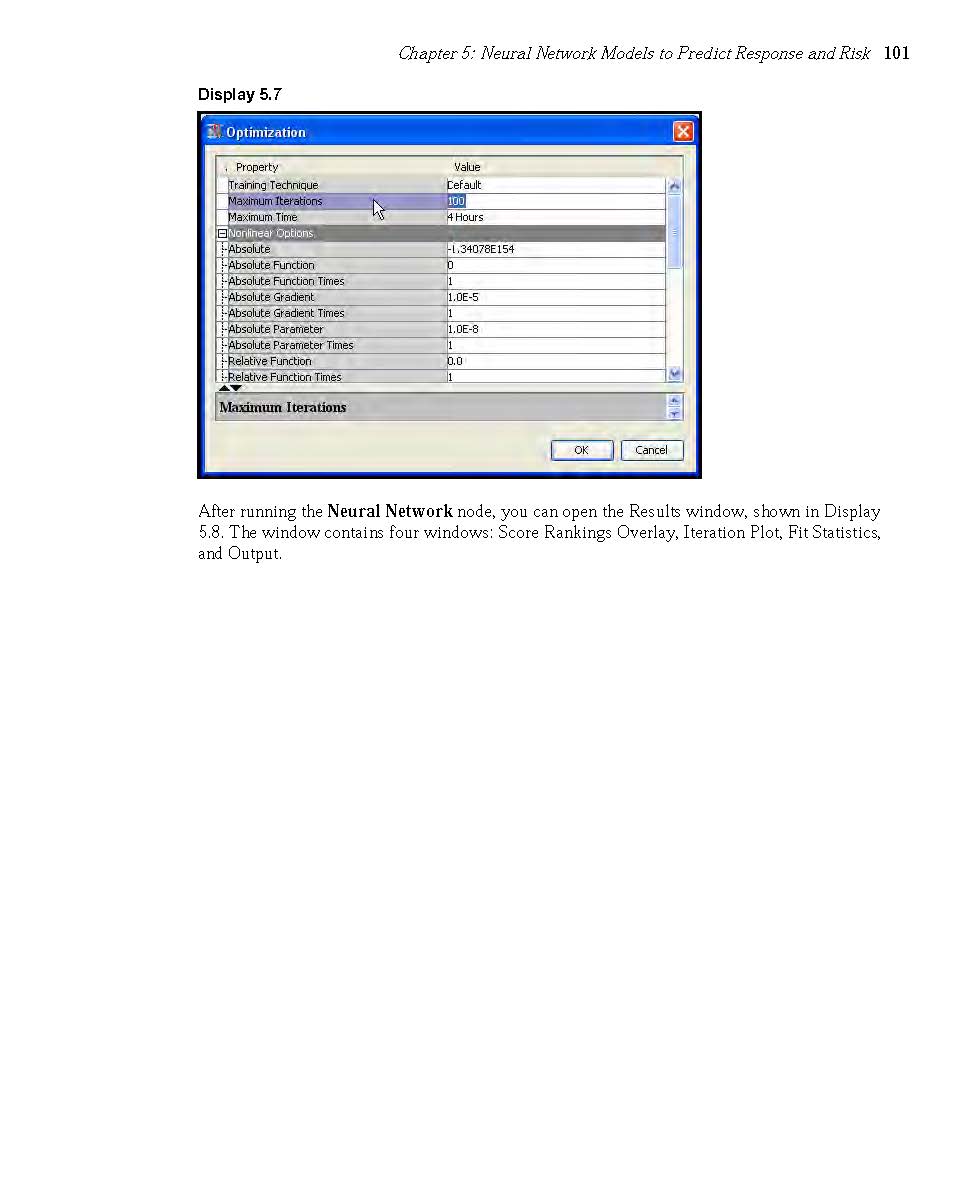 Chapter 5: Neural Network Models to Predict Response and Risk 101
Display 5.7
Optimization
Property Value
Training Technique Default
Maximum Iterations 100
Maximum Time 4 Hours
Nonlinear Options
Absolute -1.34078E154
Absolute Function 0
Absolute Function Times 1
Absolute Gradient 1.0E-5
Absolute Gradient Times 1
Absolute Parameter 1.0E-8
Absolute Parameter Times 1
Relative Function 0.0
Relative Function Times 1
Maximum Iterations
OK Cancel
After running the Neural Network node, you can open the Results window, shown in Display
5.8. The window contains four windows: Score Rankings Overlay, Iteration Plot, Fit Statistics,
and Output.